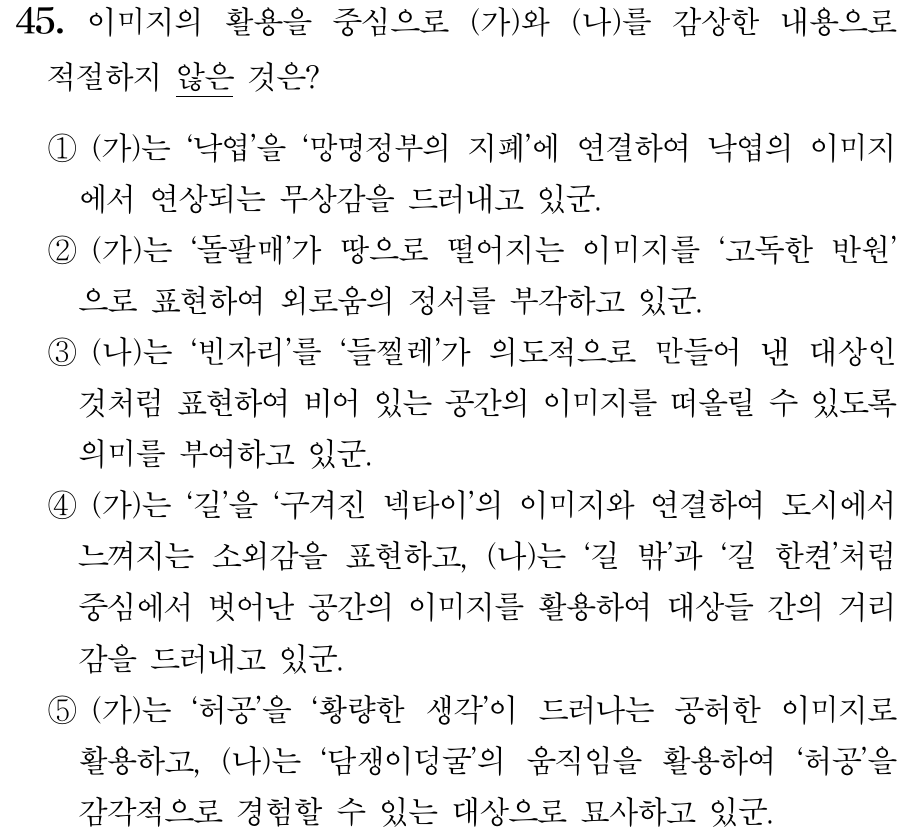 45. 이미지의 활용을 중심으로 (가)와 (나)를 감상한 내용으로
적절하지 않은 것은?
① (가)는 ‘낙엽’을 ‘망명정부의 지폐’에 연결하여 낙엽의 이미지
에서 연상되는 무상감을 드러내고 있군.
② (가)는 ‘돌팔매’가 땅으로 떨어지는 이미지를 ‘고독한 반원’
으로 표현하여 외로움의 정서를 부각하고 있군.
③ (나)는 ‘빈자리’를 ‘들찔레’가 의도적으로 만들어 낸 대상인
것처럼 표현하여 비어 있는 공간의 이미지를 떠올릴 수 있도록
의미를 부여하고 있군.
④ (가)는 ‘길’을 ‘구겨진 넥타이’의 이미지와 연결하여 도시에서
느껴지는 소외감을 표현하고, (나)는 ‘길 밖’과 ‘길 한켠’처럼
중심에서 벗어난 공간의 이미지를 활용하여 대상들 간의 거리
감을 드러내고 있군.
⑤ (가)는 ‘허공’을 ‘황량한 생각’이 드러나는 공허한 이미지로
활용하고, (나)는 ‘담쟁이덩굴’의 움직임을 활용하여 ‘허공’을
감각적으로 경험할 수 있는 대상으로 묘사하고 있군.